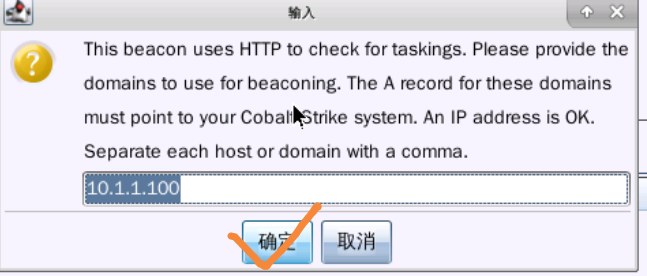 输入
This beacon uses HTTP to check for taskings. Please provide the
domains to use for beaconing. The A record for these domains
must point to your Cobalt Strike system. An IP address is OK.
Separate each host or domain with a comma.
10.1.1.100
确定 取消